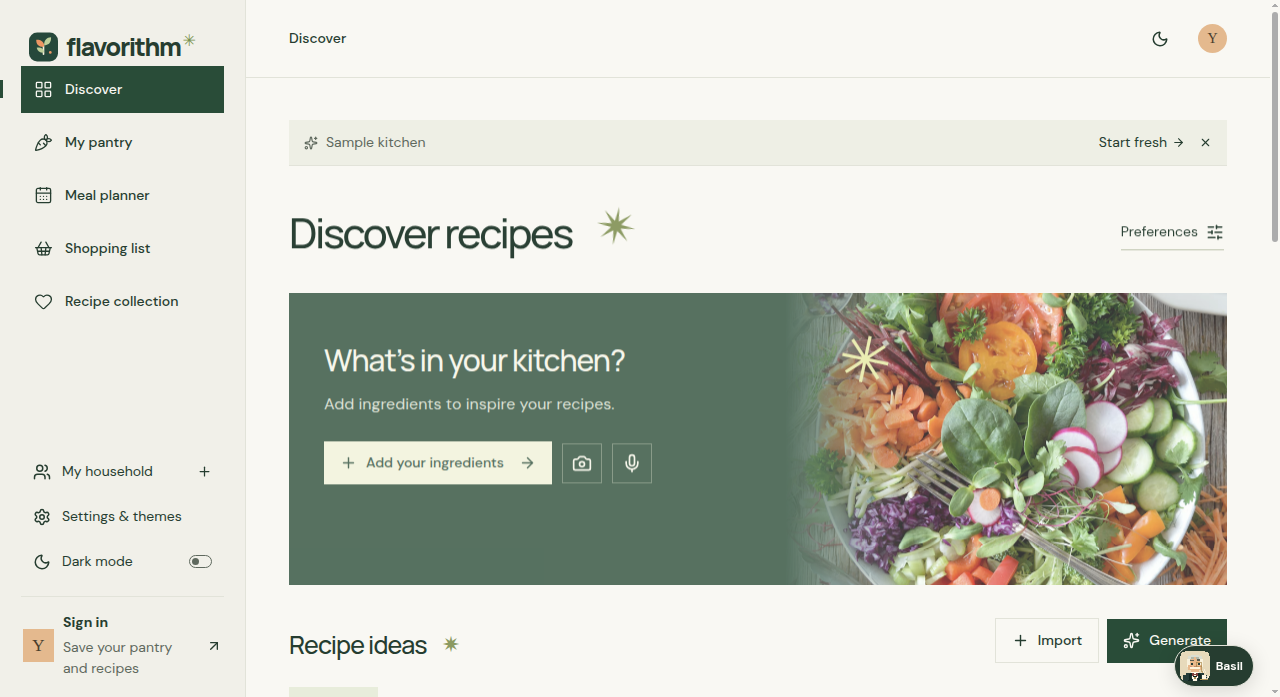 flavorithm
Discover
My pantry
Meal planner
Shopping list
Recipe collection
My household
Settings & themes
Dark mode
Y
Sign in
Save your pantry
and recipes
Discover
Y
Sample kitchen
Start fresh
Discover recipes
Preferences
What's in your kitchen?
Add ingredients to inspire your recipes.
Add your ingredients
Recipe ideas
Import
Generate
Basil